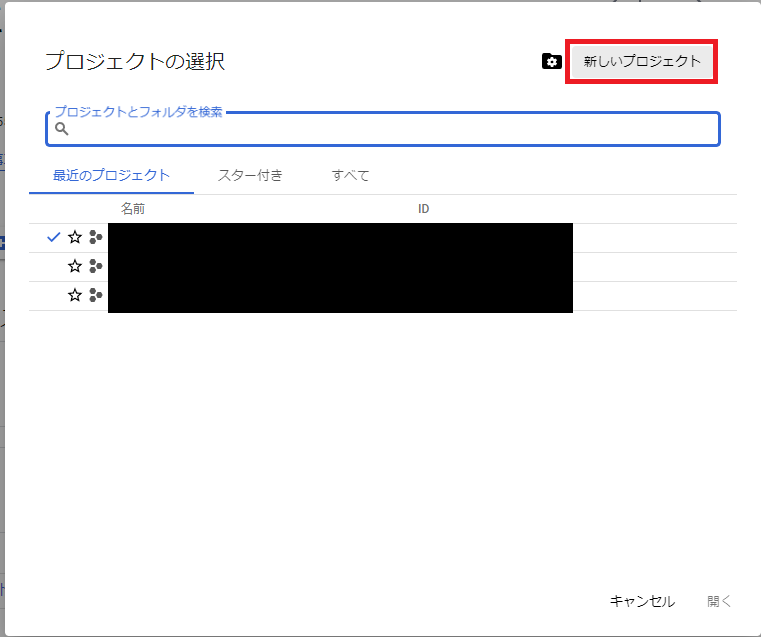 プロジェクトの選択
新しいプロジェクト
プロジェクトとフォルダを検索
最近のプロジェクト スター付き すべて
名前 ID
キャンセル 開く